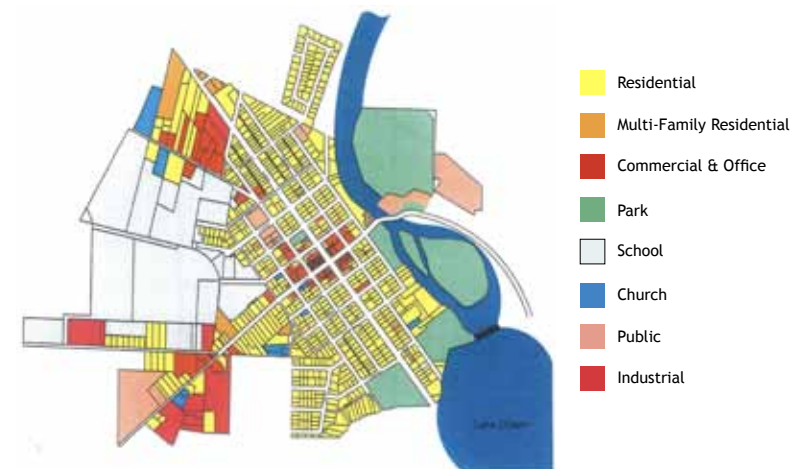 Residential
Multi-Family Residential
Commercial & Office
Park
School
Church
Public
Industrial